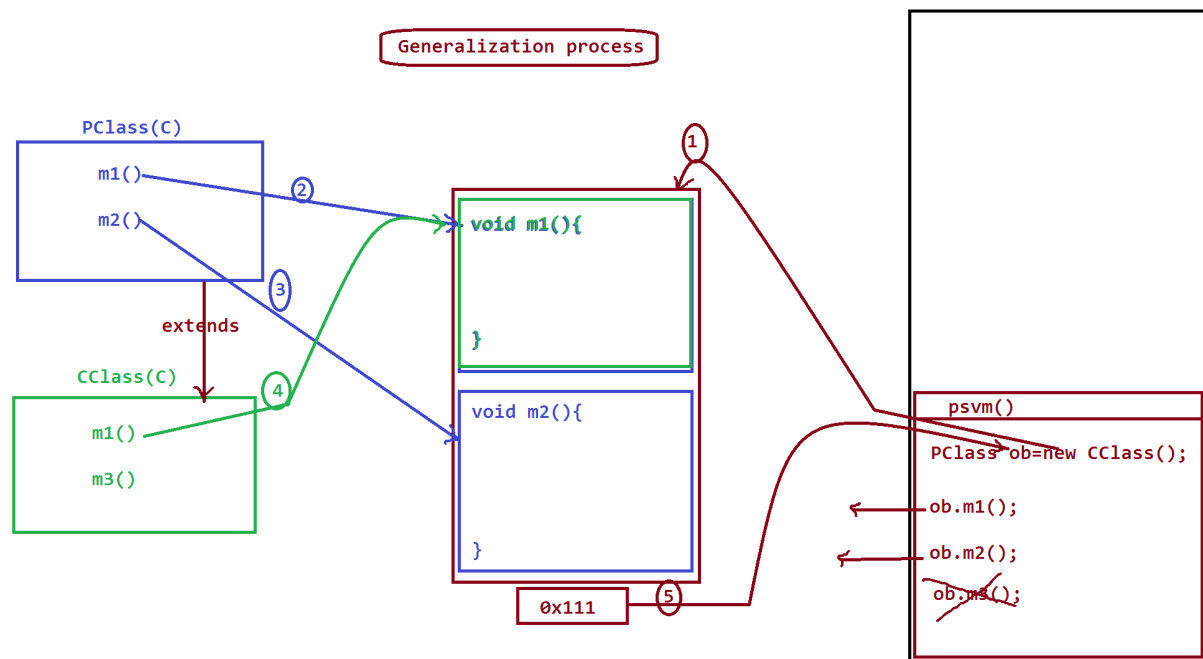 Generalization process
PClass(C)
m1()
m2()
extends
CClass(C)
m1()
m3()
1
2
3
4
void m1(){
}
void m2(){
}
0x111
5
psvm()
PClass ob=new CClass();
ob.m1();
ob.m2();
ob.m3();